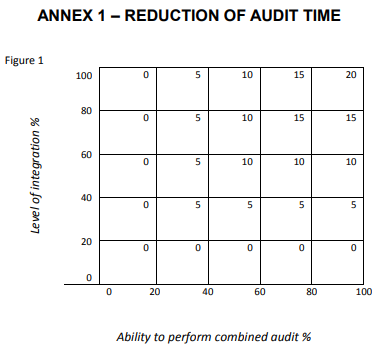 ANNEX 1 – REDUCTION OF AUDIT TIME
Figure 1
Level of integration %
100 0 5 10 15 20
80 0 5 10 15 15
60 0 5 10 10 10
40 0 5 5 5 5
20 0 0 0 0 0
0
0 20 40 60 80 100
Ability to perform combined audit %